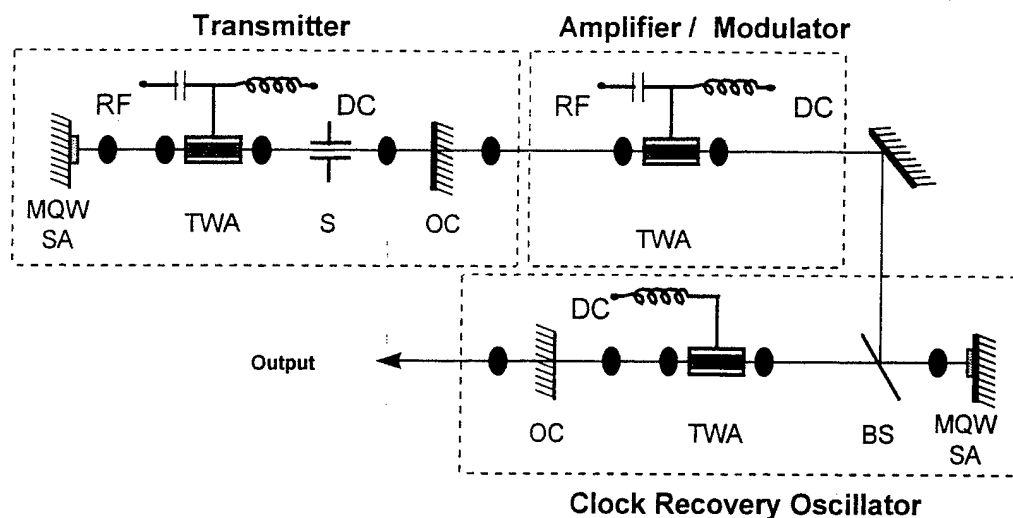 Transmitter
Amplifier / Modulator
RF
DC
RF
DC
MQW
SA
TWA
S
OC
TWA
DC
Output
OC
TWA
BS
MQW
SA
Clock Recovery Oscillator